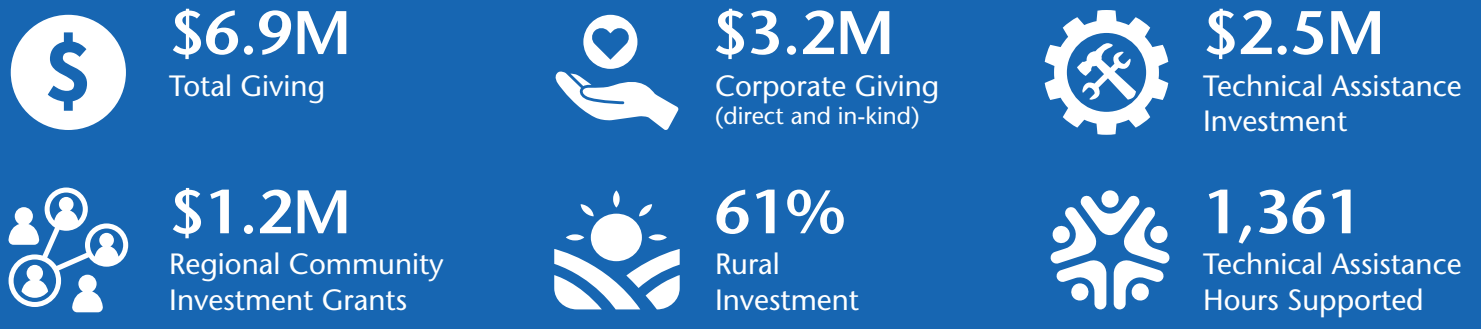 $6.9M
Total Giving
$3.2M
Corporate Giving
(direct and in-kind)
$2.5M
Technical Assistance
Investment
$1.2M
Regional Community
Investment Grants
61%
Rural
Investment
1,361
Technical Assistance
Hours Supported